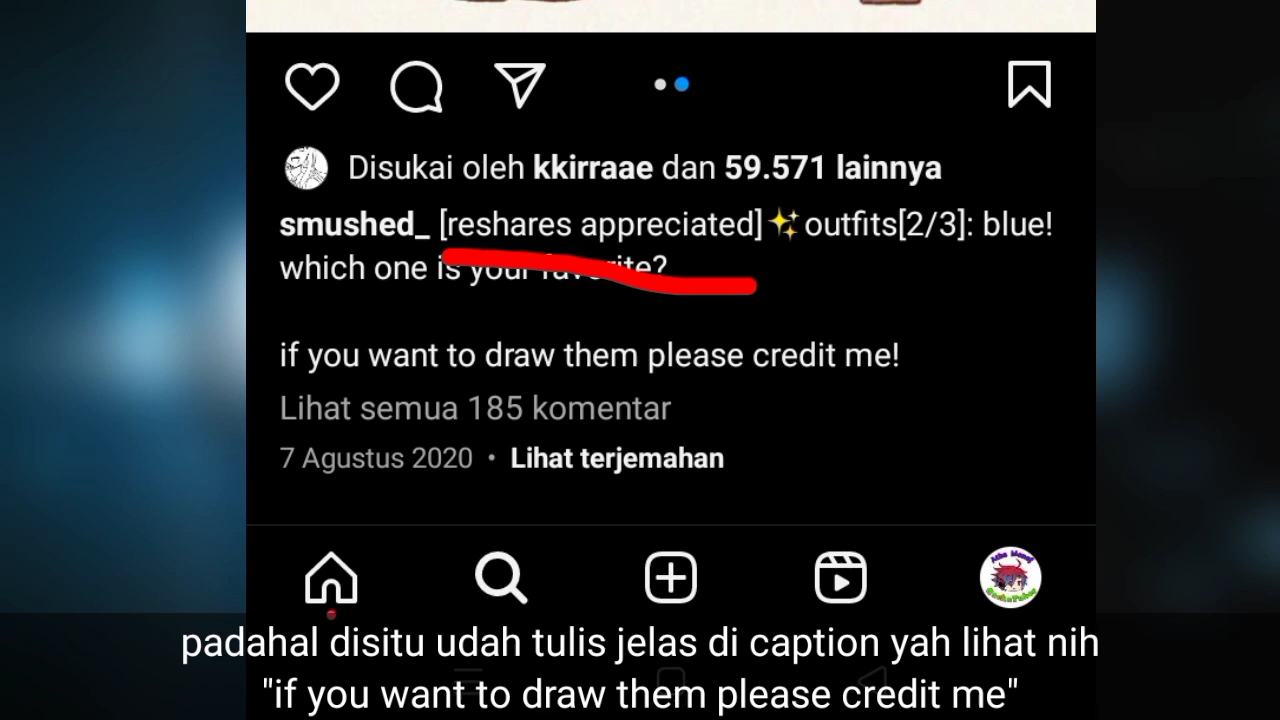 Disukai oleh kkirraae dan 59.571 lainnya
smushed_ [reshares appreciated]✨outfits[2/3]: blue!
which one is your favorite?
if you want to draw them please credit me!
Lihat semua 185 komentar
7 Agustus 2020 • Lihat terjemahan
padahal disitu udah tulis jelas di caption yah lihat nih
"if you want to draw them please credit me"